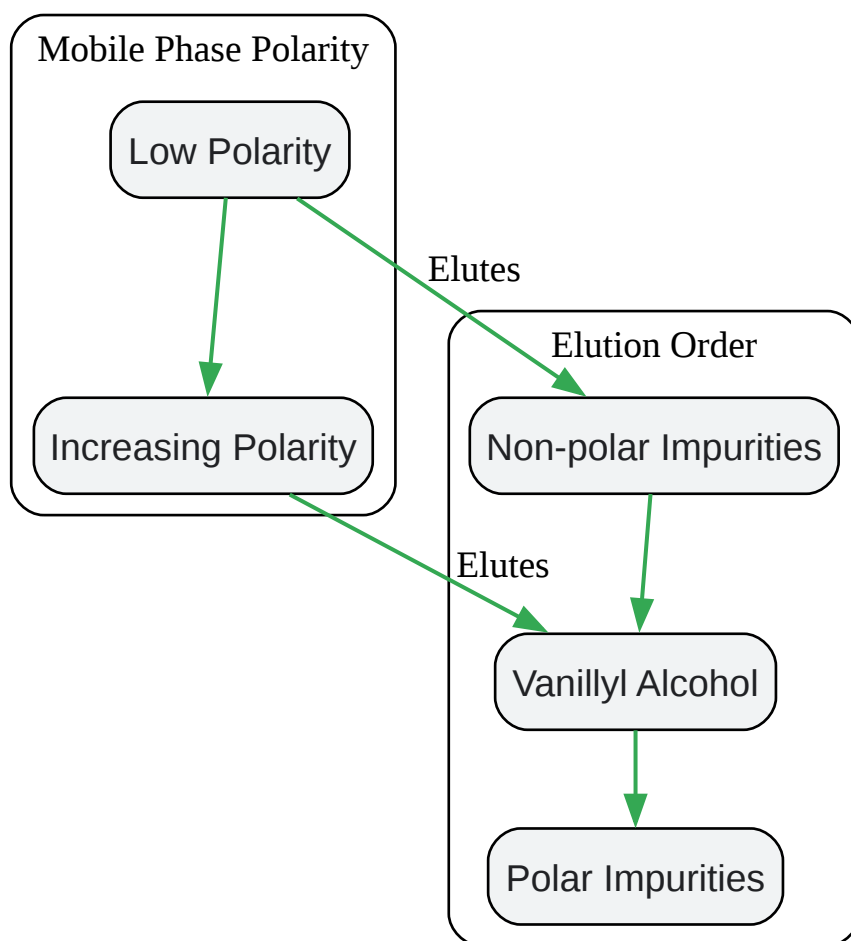 Mobile Phase Polarity
Low Polarity
Elutes
Elution Order
Increasing Polarity
Non-polar Impurities
Elutes
Vanillyl Alcohol
Polar Impurities